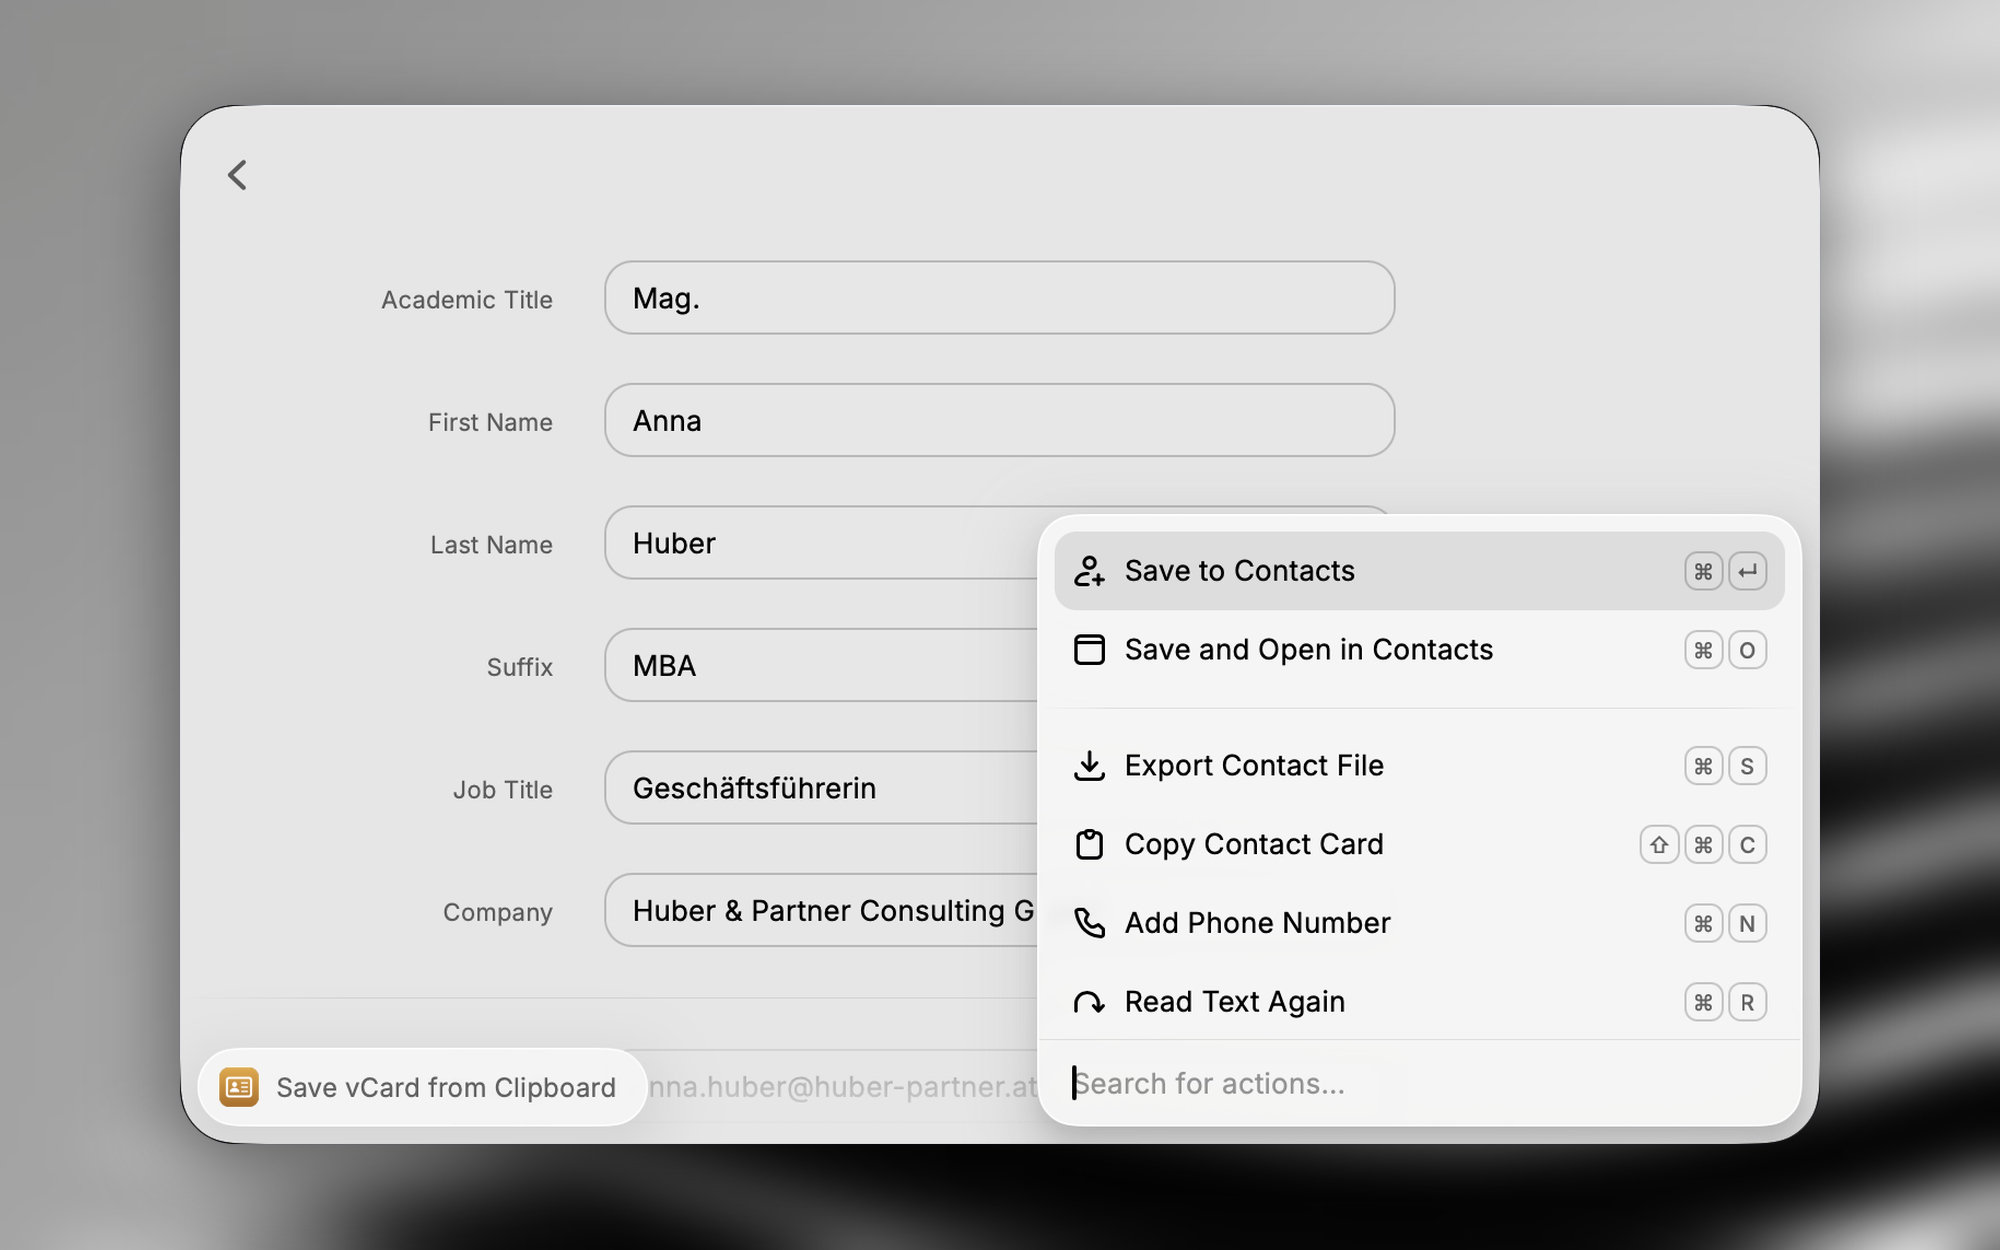 Academic Title
Mag.
First Name
Anna
Last Name
Huber
Suffix
MBA
Job Title
Geschäftsführerin
Company
Huber & Partner Consulting G
Save to Contacts ⌘ ↵
Save and Open in Contacts ⌘ O
Export Contact File ⌘ S
Copy Contact Card ⇧ ⌘ C
Add Phone Number ⌘ N
Read Text Again ⌘ R
Search for actions...
Save vCard from Clipboard
nna.huber@huber-partner.at